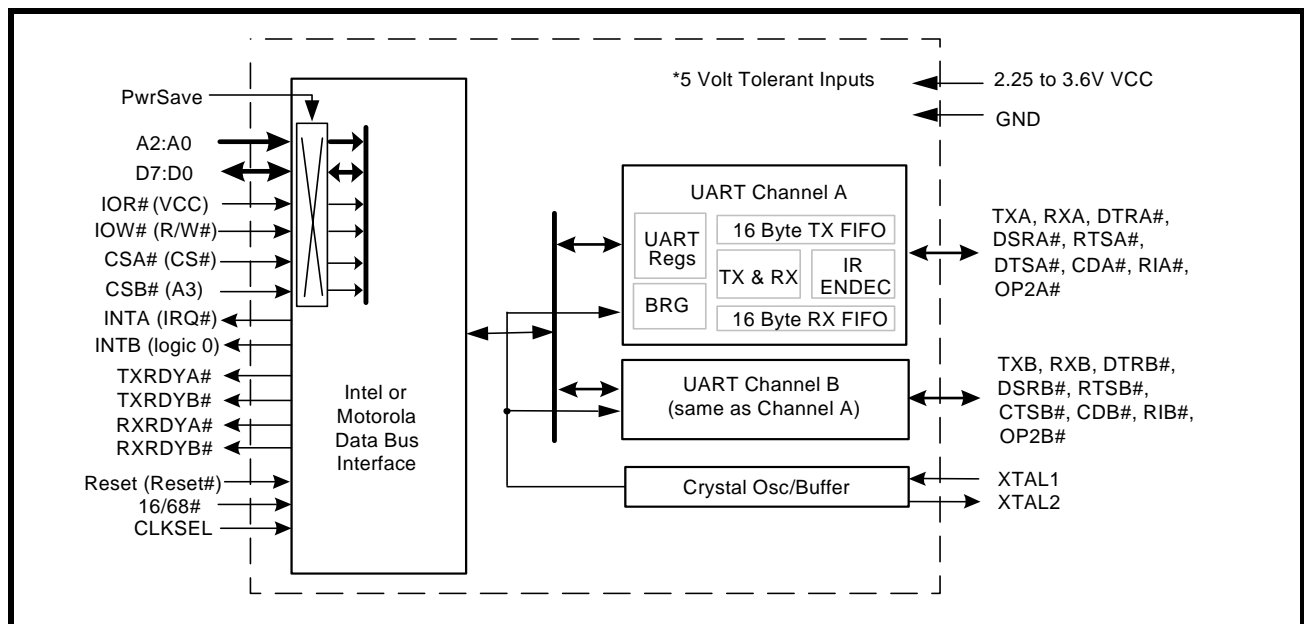 *5 Volt Tolerant Inputs
2.25 to 3.6V VCC
GND
PwrSave
A2:A0
D7:D0
IOR# (VCC)
IOW# (R/W#)
CSA# (CS#)
CSB# (A3)
INTA (IRQ#)
INTB (logic 0)
TXRDYA#
TXRDYB#
RXRDYA#
RXRDYB#
Reset (Reset#)
16/68#
CLKSEL
Intel or
Motorola
Data Bus
Interface
UART Channel A
UART
Regs
BRG
16 Byte TX FIFO
TX & RX
IR
ENDEC
16 Byte RX FIFO
TXA, RXA, DTRA#,
DSRA#, RTSA#,
DTSA#, CDA#, RIA#,
OP2A#
UART Channel B
(same as Channel A)
TXB, RXB, DTRB#,
DSRB#, RTSB#,
CTSB#, CDB#, RIB#,
OP2B#
Crystal Osc/Buffer
XTAL1
XTAL2